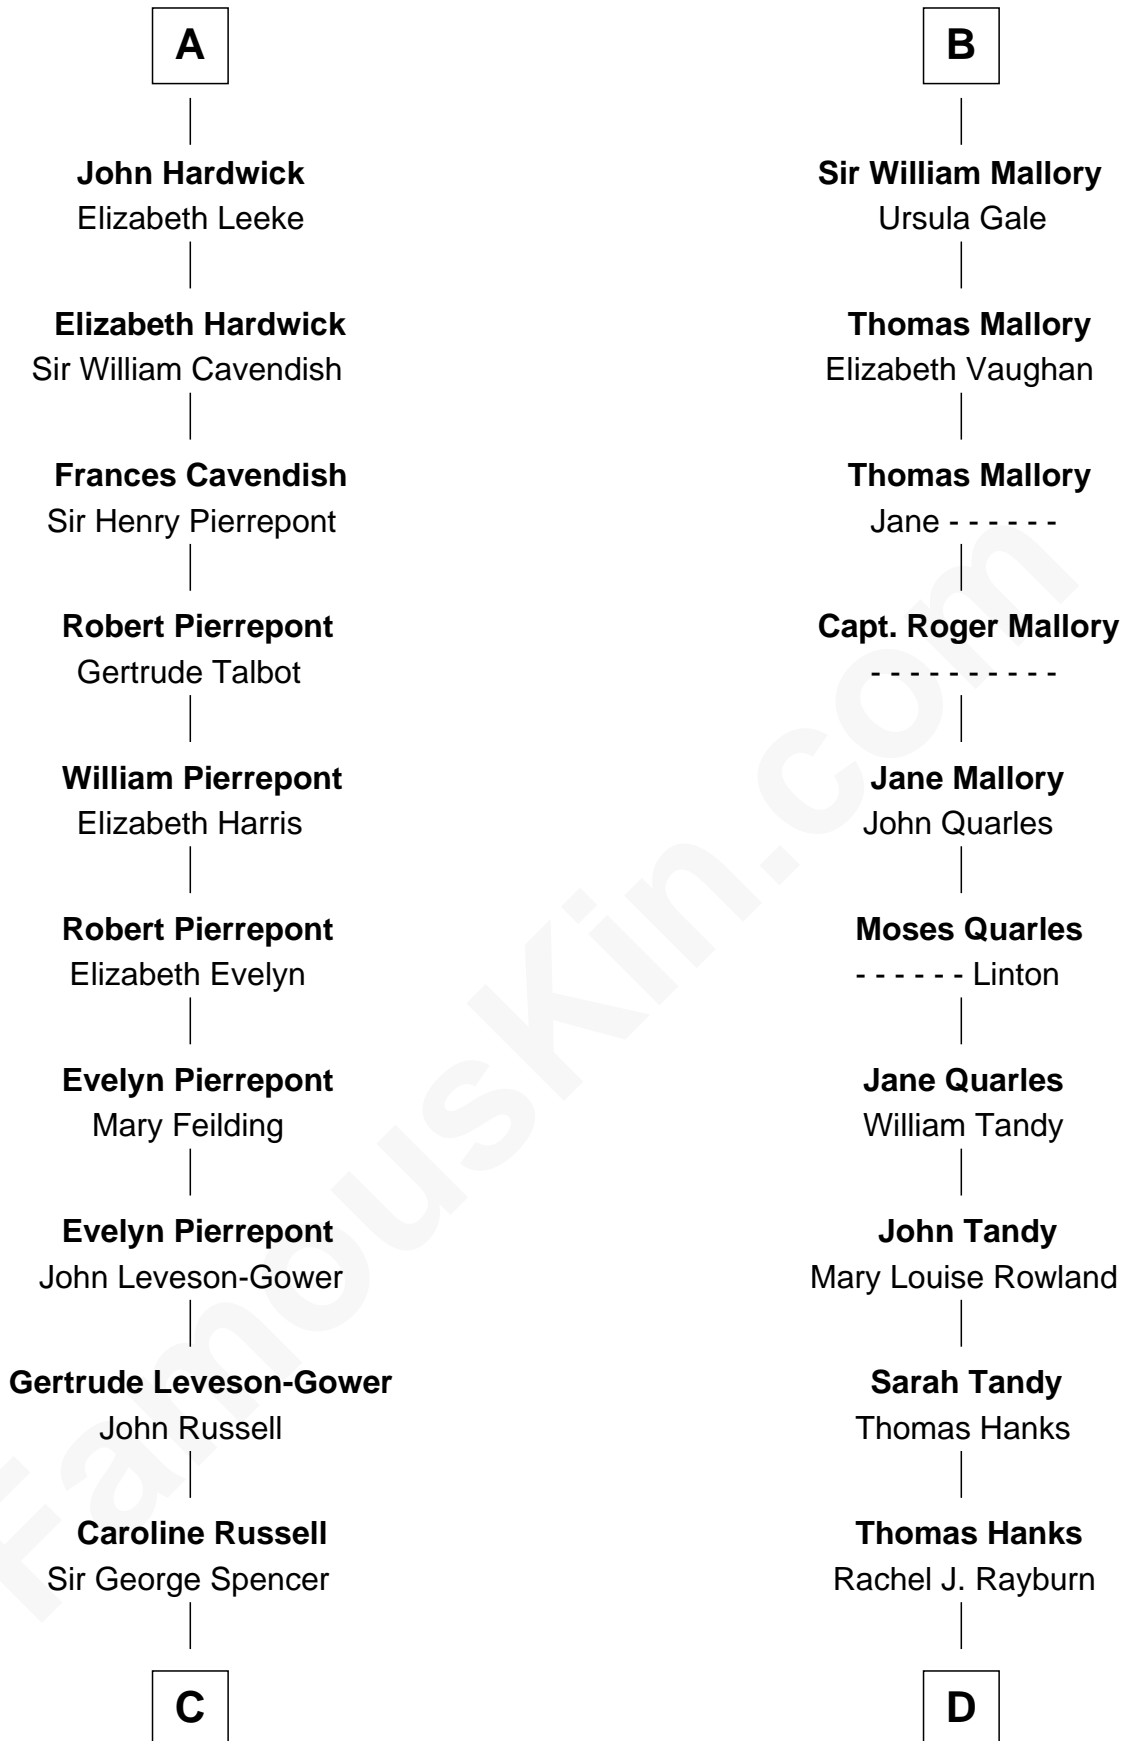 A
John Hardwick
Elizabeth Leeke
Elizabeth Hardwick
Sir William Cavendish
Frances Cavendish
Sir Henry Pierrepont
Robert Pierrepont
Gertrude Talbot
William Pierrepont
Elizabeth Harris
Robert Pierrepont
Elizabeth Evelyn
Evelyn Pierrepont
Mary Feilding
Evelyn Pierrepont
John Leveson-Gower
Gertrude Leveson-Gower
John Russell
Caroline Russell
Sir George Spencer
C
B
Sir William Mallory
Ursula Gale
Thomas Mallory
Elizabeth Vaughan
Thomas Mallory
Jane - - - - - -
Capt. Roger Mallory
- - - - - - - - - -
Jane Mallory
John Quarles
Moses Quarles
- - - - - - Linton
Jane Quarles
William Tandy
John Tandy
Mary Louise Rowland
Sarah Tandy
Thomas Hanks
Thomas Hanks
Rachel J. Rayburn
D
FamousKin.com